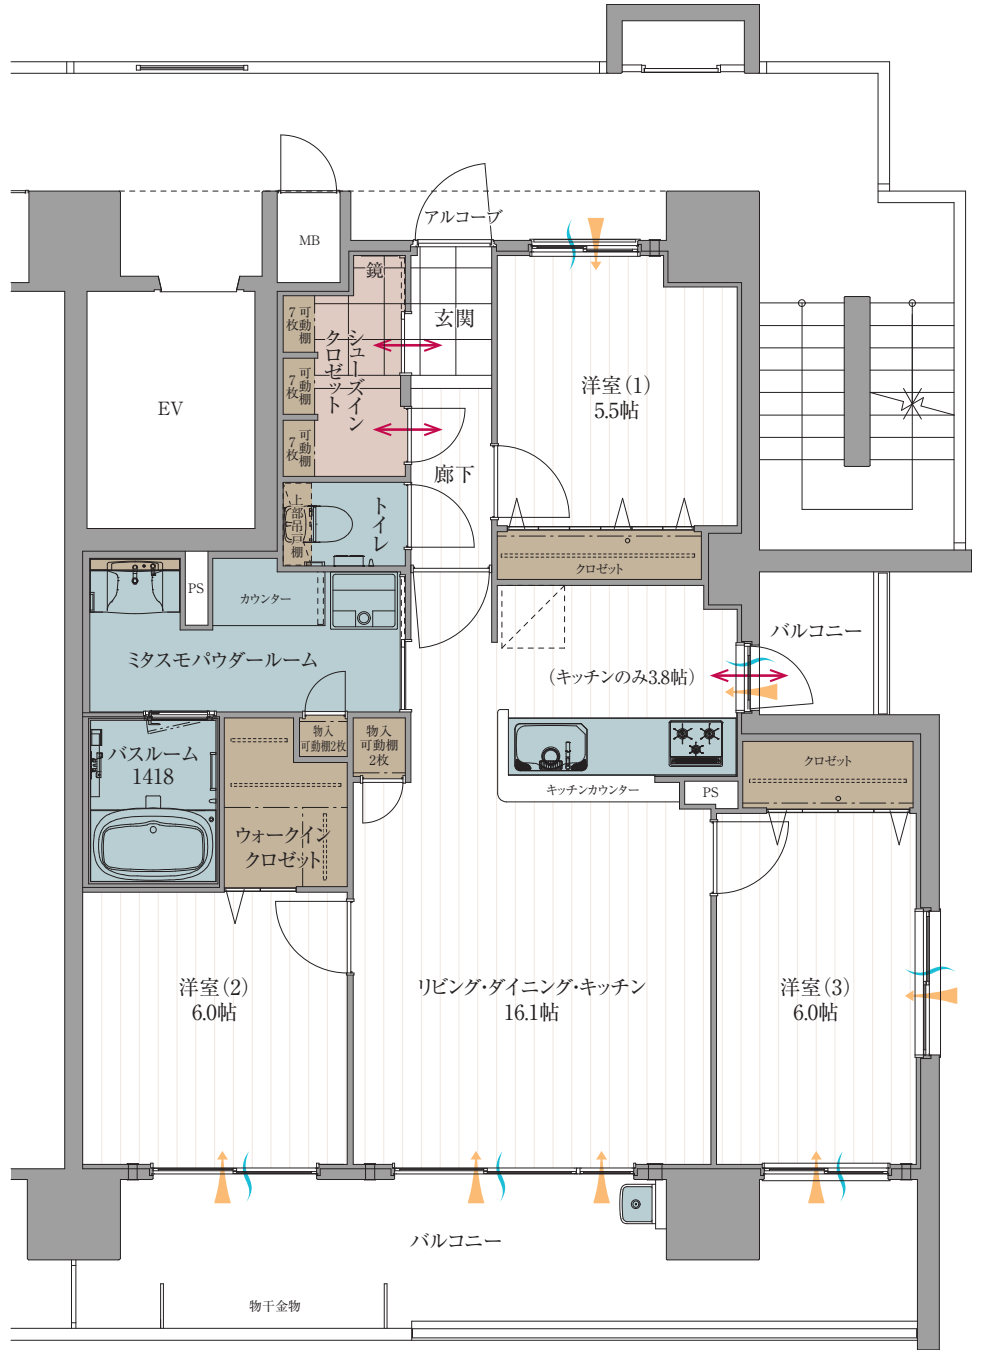 アルコーブ
MB
鏡
玄関
可動棚
7枚
シューズイン
クロゼット
可動棚
7枚
可動棚
7枚
EV
洋室(1)
5.5帖
廊下
上部吊戸棚
トイレ
クロゼット
PS
カウンター
バルコニー
ミタスモパウダールーム
(キッチンのみ3.8帖)
物入
可動棚2枚
物入
可動棚
2枚
バスルーム
1418
クロゼット
キッチンカウンター
PS
ウォークイン
クロゼット
洋室(2)
6.0帖
リビング・ダイニング・キッチン
16.1帖
洋室(3)
6.0帖
バルコニー
物干金物